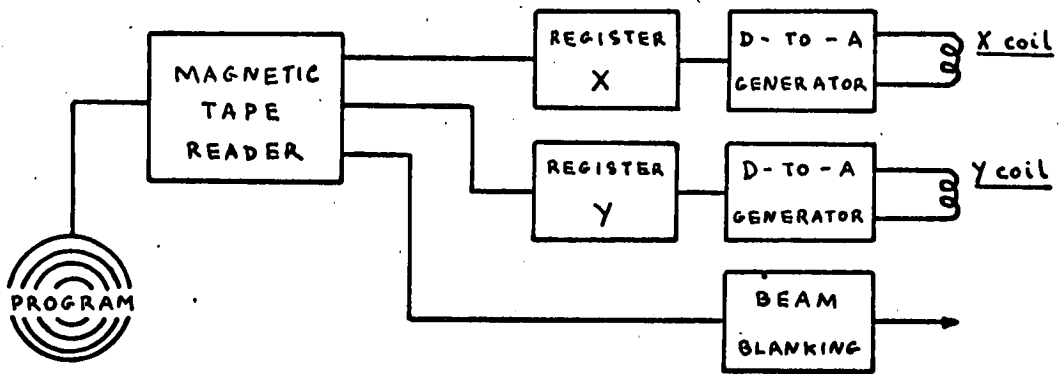 PROGRAM
MAGNETIC
TAPE
READER
REGISTER
X
D-TO-A
GENERATOR
X coil
REGISTER
Y
D-TO-A
GENERATOR
Y coil
BEAM
BLANKING